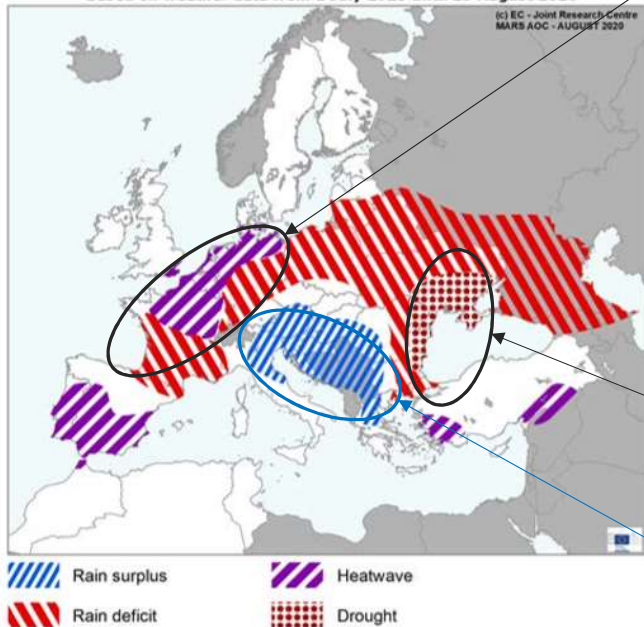 (c) EC - Joint Research Centre
MARS AOC - AUGUST 2020
Rain surplus
Heatwave
Rain deficit
Drought